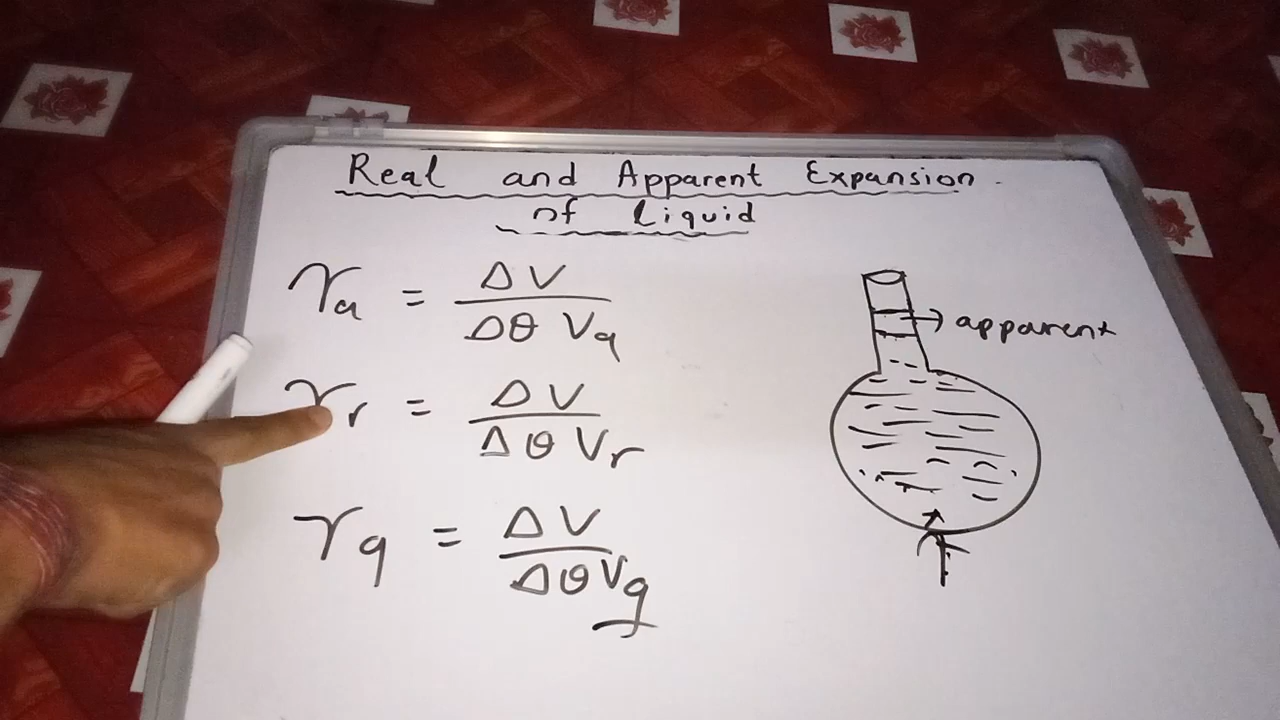 Real and Apparent Expansion
of Liquid
γa = ΔV / Δθ Va
apparent
γr = ΔV / Δθ Vr
γg = ΔV / Δθ Vg